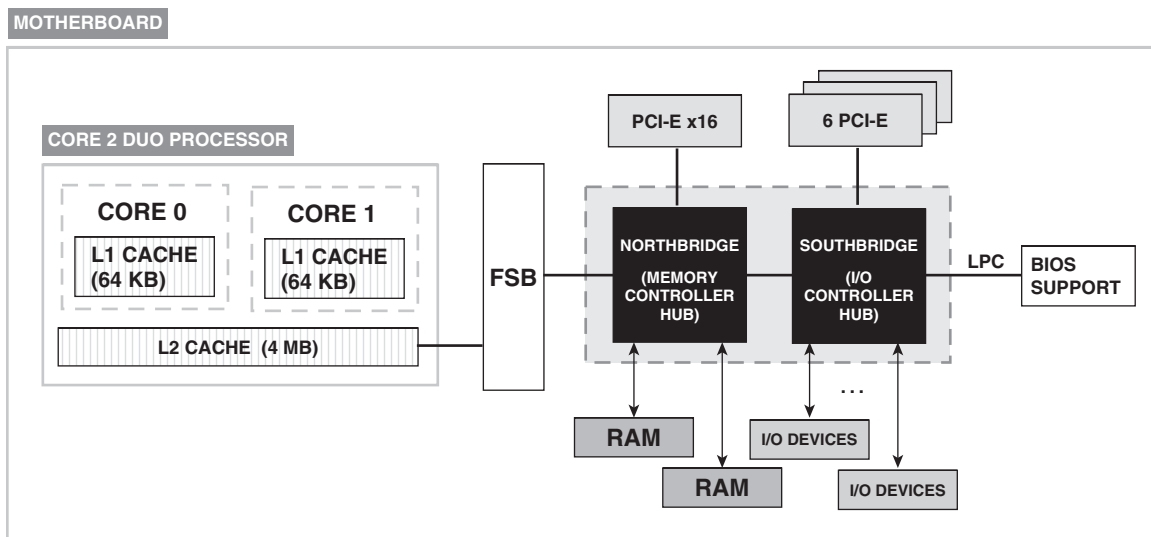 MOTHERBOARD
CORE 2 DUO PROCESSOR
CORE 0
L1 CACHE
(64 KB)
CORE 1
L1 CACHE
(64 KB)
L2 CACHE (4 MB)
FSB
PCI-E x16
6 PCI-E
NORTHBRIDGE
(MEMORY
CONTROLLER
HUB)
SOUTHBRIDGE
(I/O
CONTROLLER
HUB)
LPC
BIOS
SUPPORT
...
RAM
RAM
I/O DEVICES
I/O DEVICES